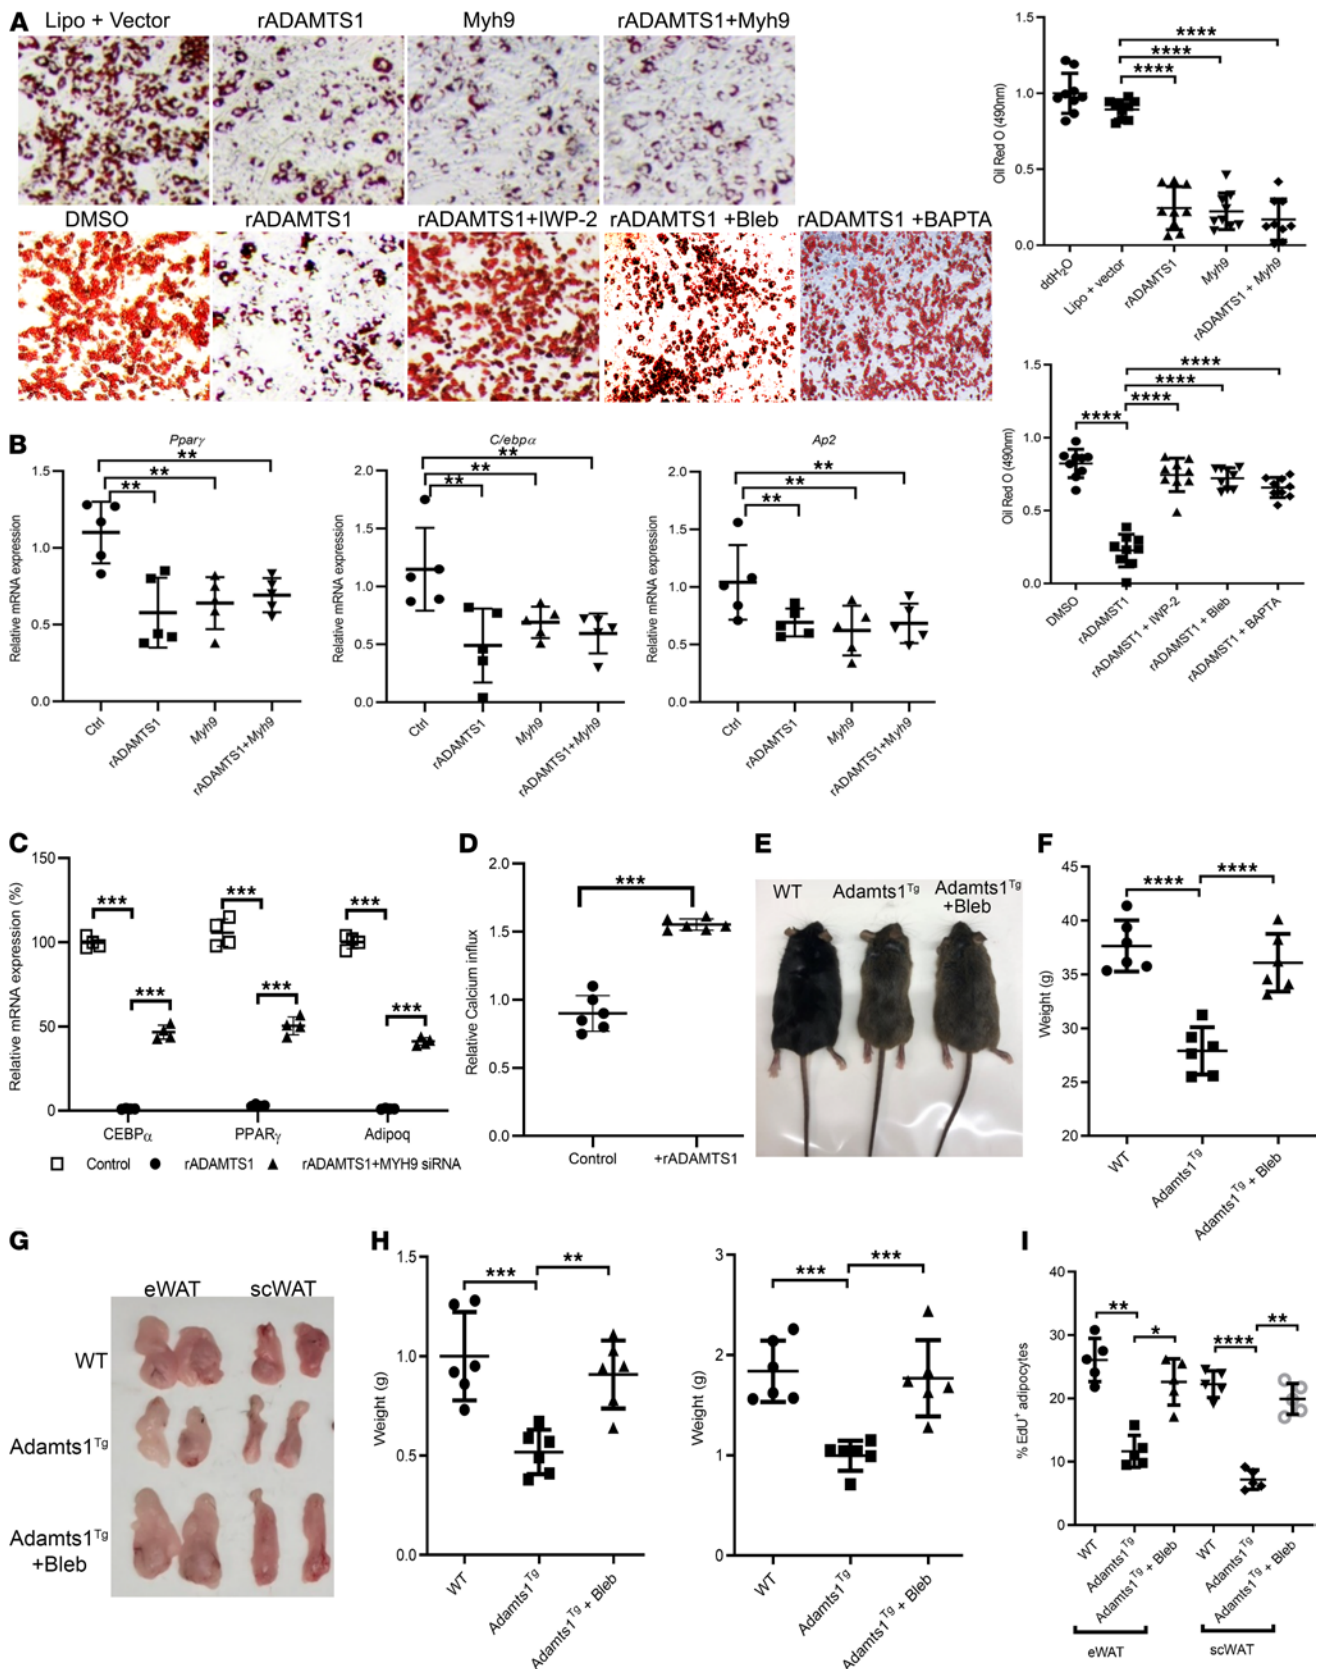 A
Lipo + Vector
rADAMTS1
Myh9
rADAMTS1+Myh9
DMSO
rADAMTS1
rADAMTS1+IWP-2
rADAMTS1 +Bleb
rADAMTS1 +BAPTA
Oil Red O (490nm)
1.5
1.0
0.5
0.0
****
****
****
ddH2O
Lipo + vector
rADAMTS1
Myh9
rADAMTS1 + Myh9
Oil Red O (490nm)
1.5
1.0
0.5
0.0
****
****
****
****
DMSO
rADAMST1
rADAMST1 + IWP-2
rADAMST1 + Bleb
rADAMST1 + BAPTA
B
Pparγ
Relative mRNA expression
1.5
1.0
0.5
0.0
**
**
**
Ctrl
rADAMTS1
Myh9
rADAMTS1+Myh9
C/ebpα
Relative mRNA expression
2.0
1.5
1.0
0.5
0.0
**
**
**
Ctrl
rADAMTS1
Myh9
rADAMTS1+Myh9
Ap2
Relative mRNA expression
2.0
1.5
1.0
0.5
0.0
**
**
**
Ctrl
rADAMTS1
Myh9
rADAMTS1+Myh9
C
Relative mRNA expression (%)
150
100
50
0
*** *** ***
*** *** ***
CEBPα
PPARγ
Adipoq
Control
rADAMTS1
rADAMTS1+MYH9 siRNA
D
Relative Calcium influx
2.0
1.5
1.0
0.5
0.0
***
Control
+rADAMTS1
E
WT
Adamts1Tg
Adamts1Tg
+Bleb
F
Weight (g)
45
40
35
30
25
20
**** ****
WT
Adamts1Tg
Adamts1Tg + Bleb
G
eWAT
scWAT
WT
Adamts1Tg
Adamts1Tg
+Bleb
H
Weight (g)
1.5
1.0
0.5
0.0
*** **
WT
Adamts1Tg
Adamts1Tg + Bleb
Weight (g)
3
2
1
0
*** ***
WT
Adamts1Tg
Adamts1Tg + Bleb
I
% EdU+ adipocytes
40
30
20
10
0
** * **** **
WT
Adamts1Tg
Adamts1Tg + Bleb
WT
Adamts1Tg
Adamts1Tg + Bleb
eWAT
scWAT